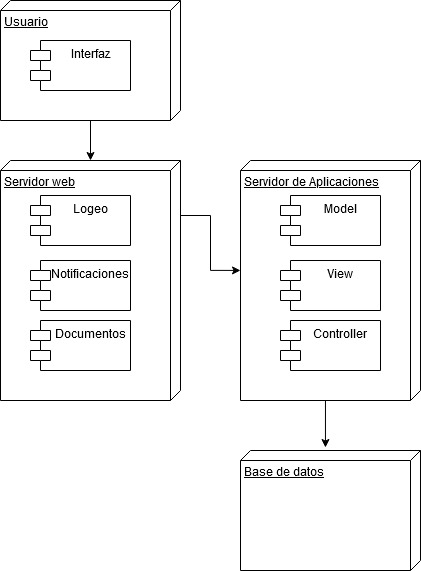 Usuario
Interfaz
Servidor web
Logeo
Notificaciones
Documentos
Servidor de Aplicaciones
Model
View
Controller
Base de datos